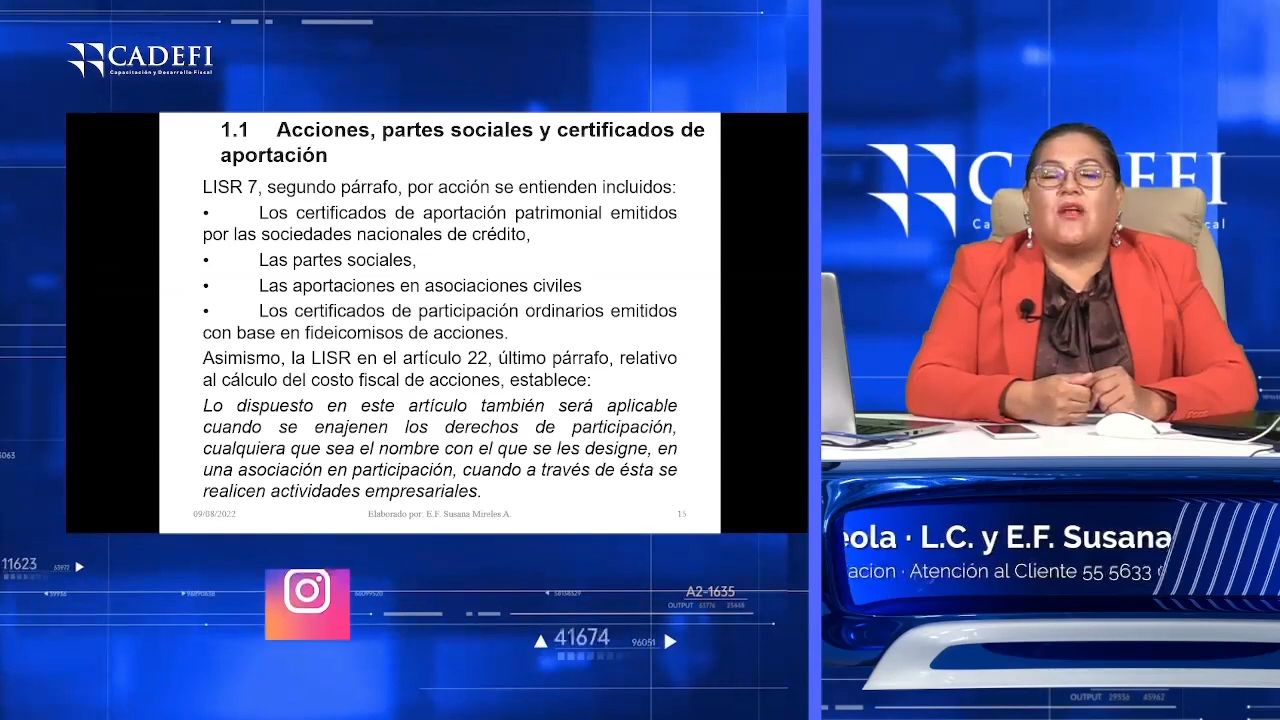 CADEFI
Capacitación y Desarrollo Fiscal
1.1 Acciones, partes sociales y certificados de
aportación
LISR 7, segundo párrafo, por acción se entienden incluidos:
• Los certificados de aportación patrimonial emitidos
por las sociedades nacionales de crédito,
• Las partes sociales,
• Las aportaciones en asociaciones civiles
• Los certificados de participación ordinarios emitidos
con base en fideicomisos de acciones.
Asimismo, la LISR en el artículo 22, último párrafo, relativo
al cálculo del costo fiscal de acciones, establece:
Lo dispuesto en este artículo también será aplicable
cuando se enajenen los derechos de participación,
cualquiera que sea el nombre con el que se les designe, en
una asociación en participación, cuando a través de ésta se
realicen actividades empresariales.
09/08/2022 Elaborado por: E.F. Susana Mireles A. 15
eola · L.C. y E.F. Susana
acion · Atención al Cliente 55 5633
11623
A2-1635
OUTPUT
41674
96051
OUTPUT